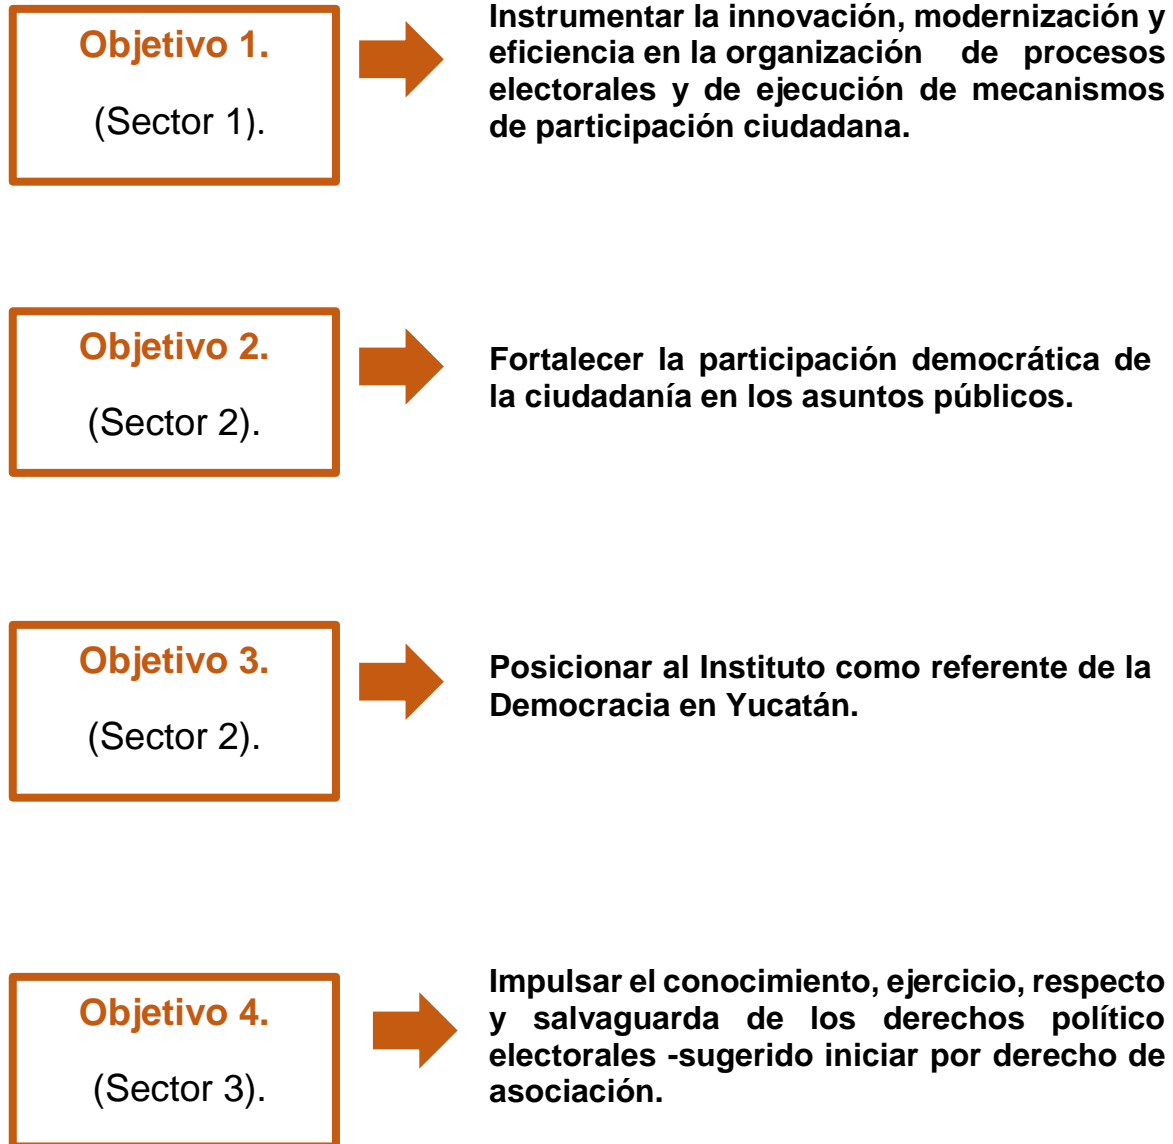 Objetivo 1.
(Sector 1).
Instrumentar la innovación, modernización y
eficiencia en la organización de procesos
electorales y de ejecución de mecanismos
de participación ciudadana.
Objetivo 2.
(Sector 2).
Fortalecer la participación democrática de
la ciudadanía en los asuntos públicos.
Objetivo 3.
(Sector 2).
Posicionar al Instituto como referente de la
Democracia en Yucatán.
Objetivo 4.
(Sector 3).
Impulsar el conocimiento, ejercicio, respecto
y salvaguarda de los derechos político
electorales -sugerido iniciar por derecho de
asociación.